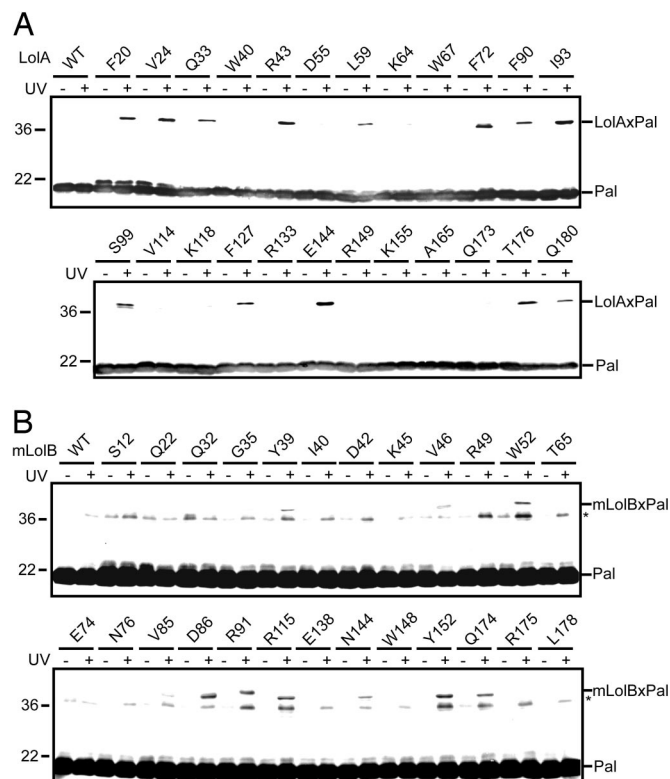 A
LolA WT F20 V24 Q33 W40 R43 D55 L59 K64 W67 F72 F90 I93
UV - + - + - + - + - + - + - + - + - + - + - + - + - +
36 LolAxPal
22 Pal
S99 V114 K118 F127 R133 E144 R149 K155 A165 Q173 T176 Q180
UV - + - + - + - + - + - + - + - + - + - + - + - +
36 LolAxPal
22 Pal
B
mLolB WT S12 Q22 Q32 G35 Y39 I40 D42 K45 V46 R49 W52 T65
UV - + - + - + - + - + - + - + - + - + - + - + - + - +
mLolBxPal
36 *
22 Pal
E74 N76 V85 D86 R91 R115 E138 N144 W148 Y152 Q174 R175 L178
UV - + - + - + - + - + - + - + - + - + - + - + - + - +
mLolBxPal
36 *
22 Pal